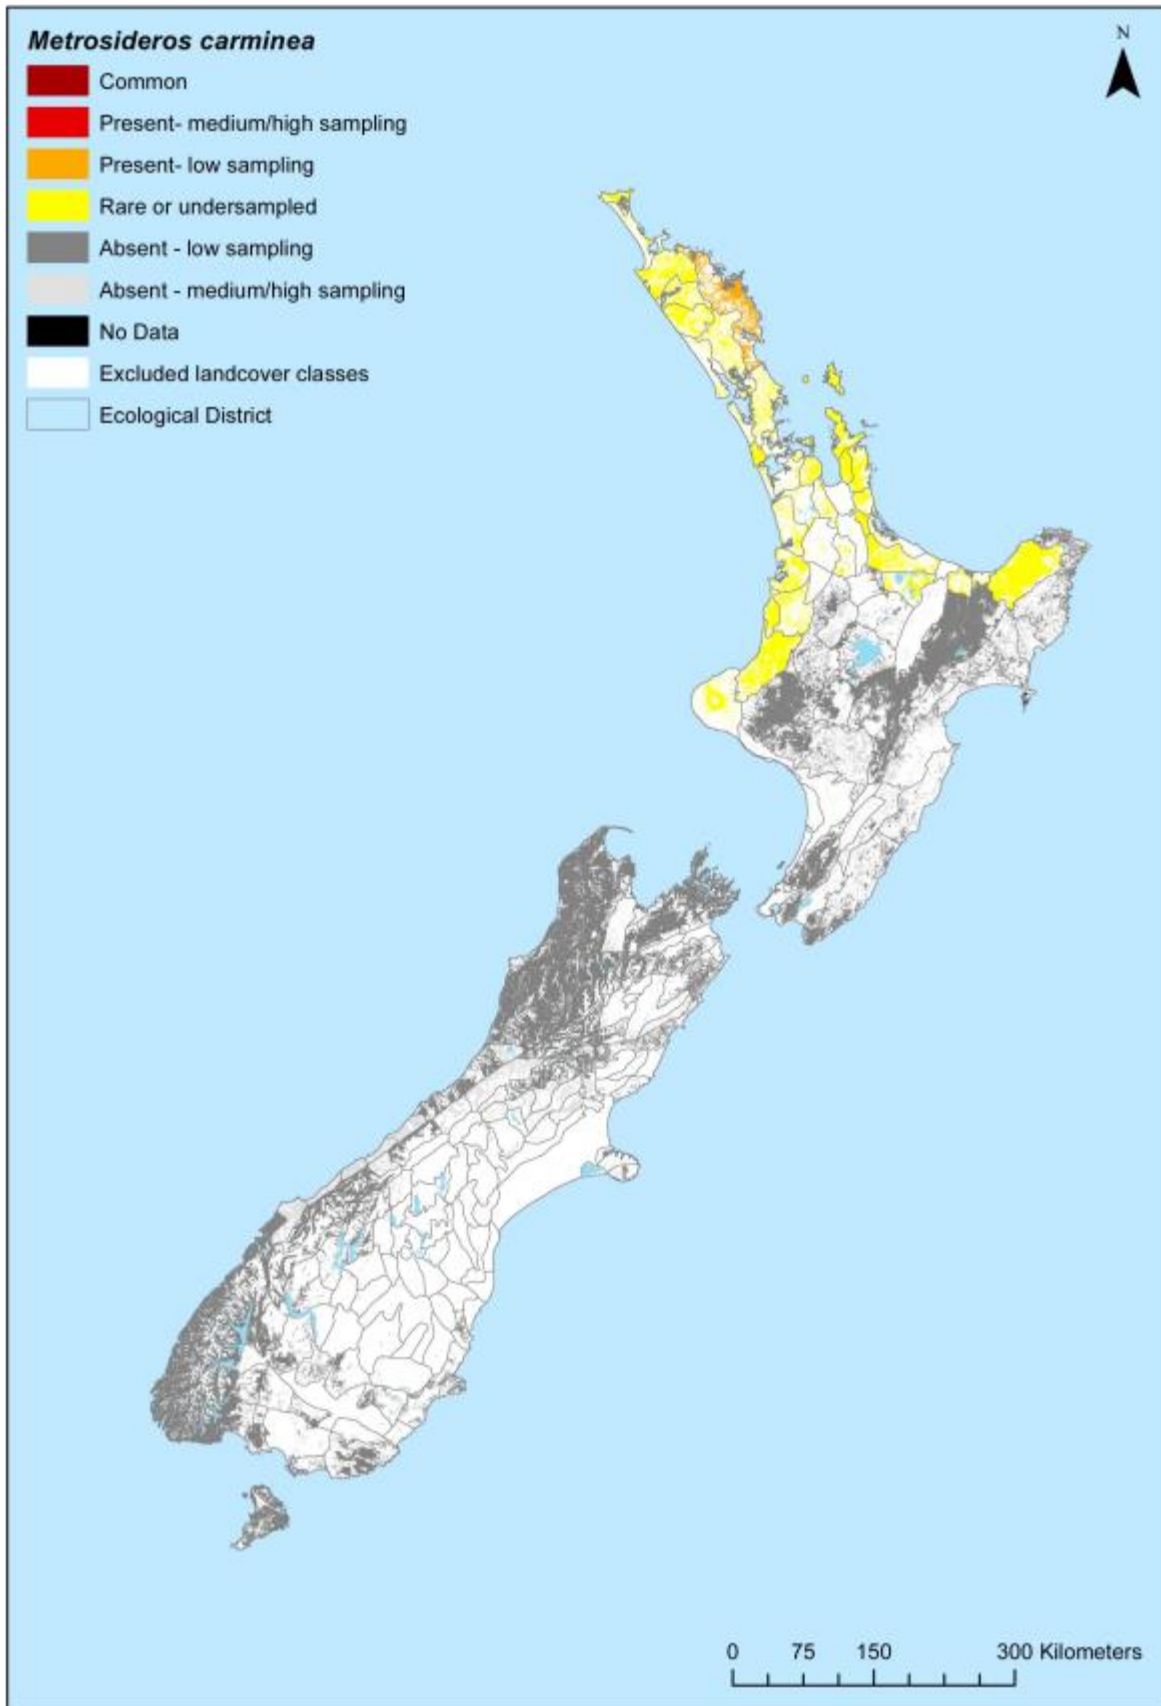 Metrosideros carminea
Common
Present- medium/high sampling
Present- low sampling
Rare or undersampled
Absent - low sampling
Absent - medium/high sampling
No Data
Excluded landcover classes
Ecological District
N
0 75 150 300 Kilometers